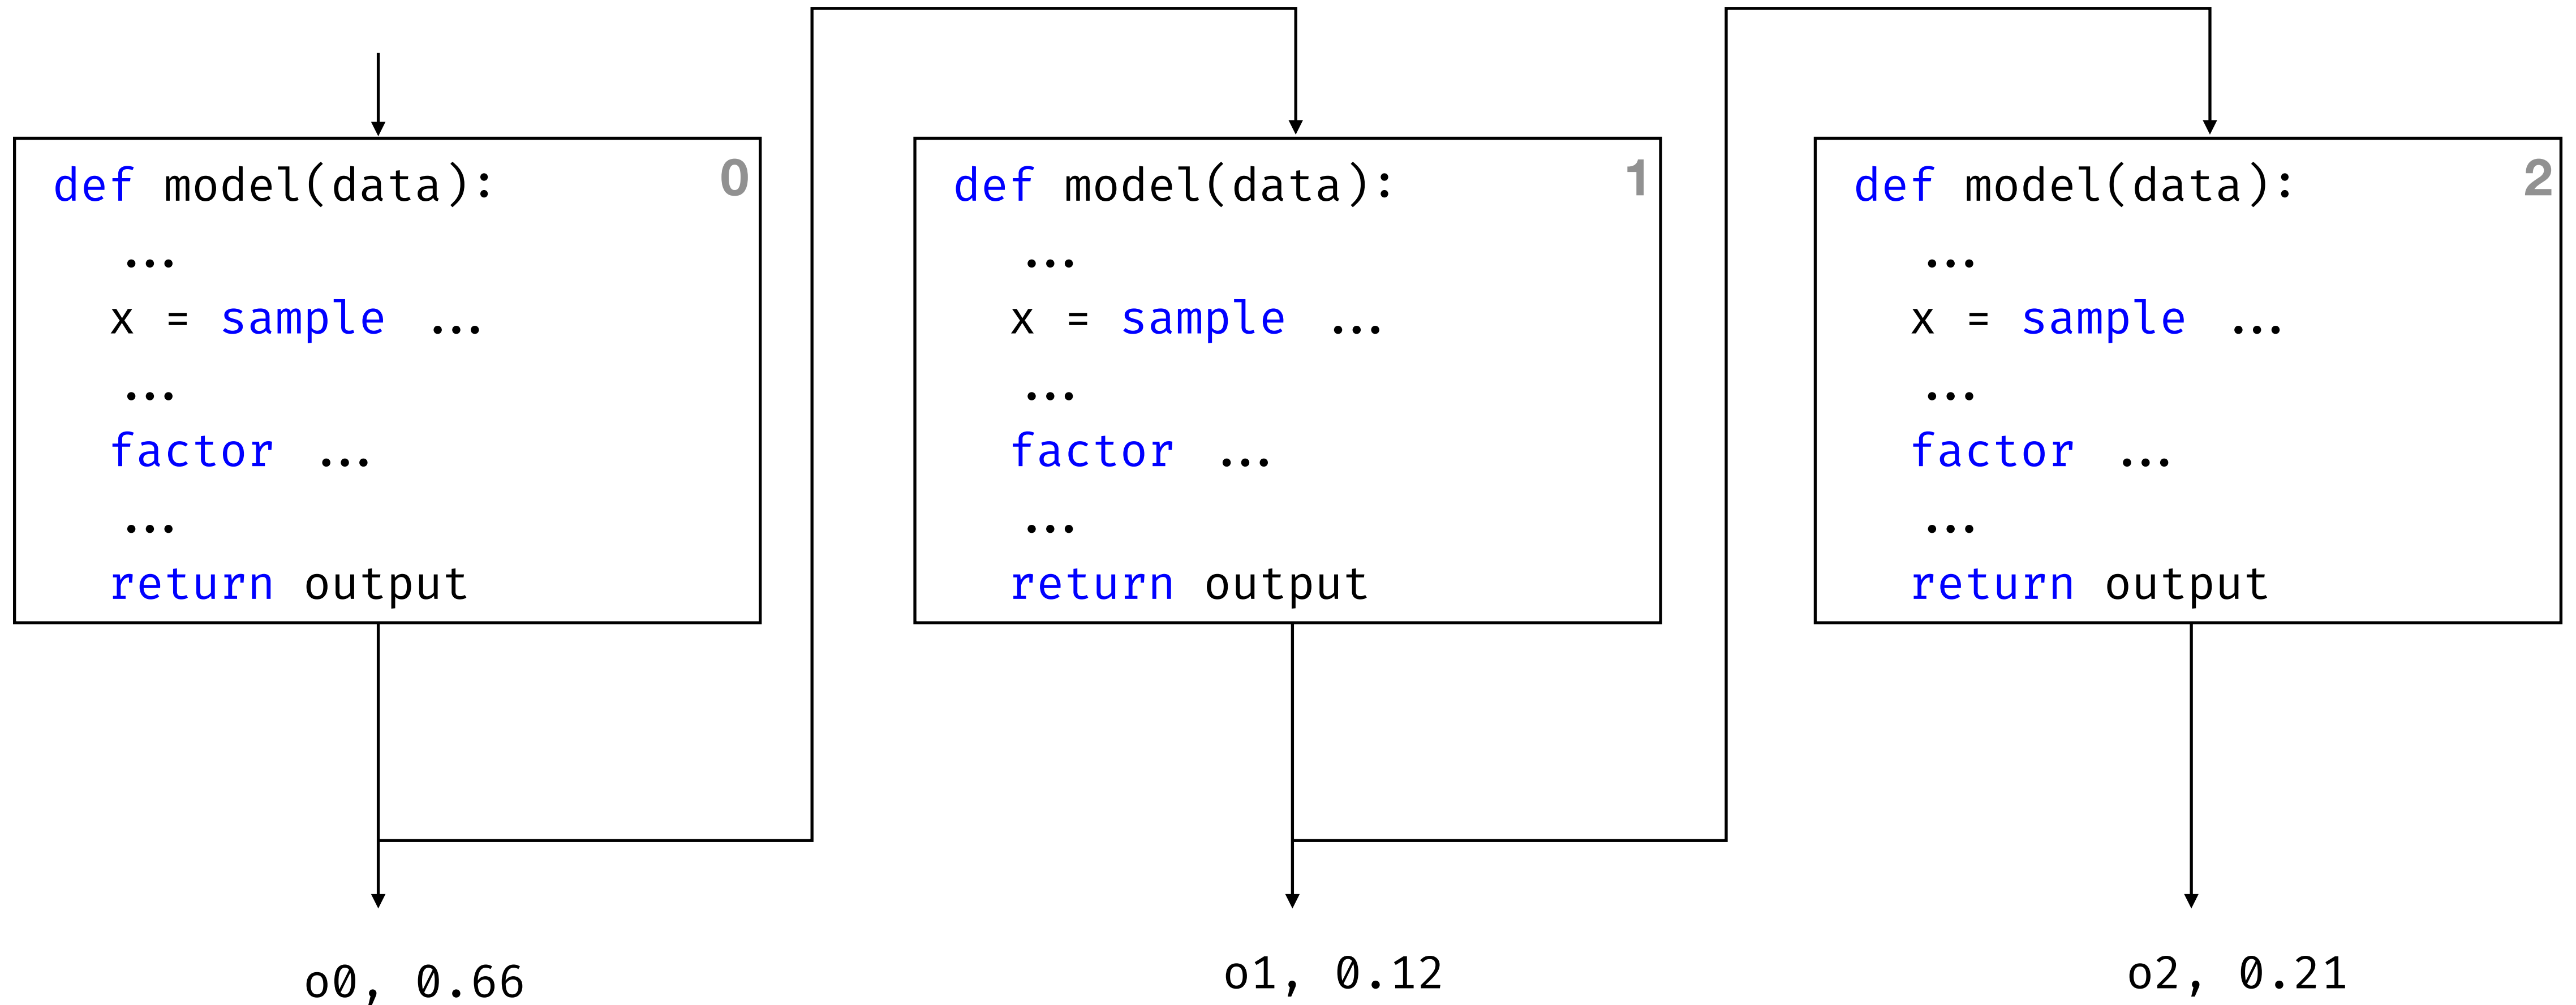 def model(data): 0
...
x = sample ...
...
factor ...
...
return output
o0, 0.66
def model(data): 1
...
x = sample ...
...
factor ...
...
return output
o1, 0.12
def model(data): 2
...
x = sample ...
...
factor ...
...
return output
o2, 0.21